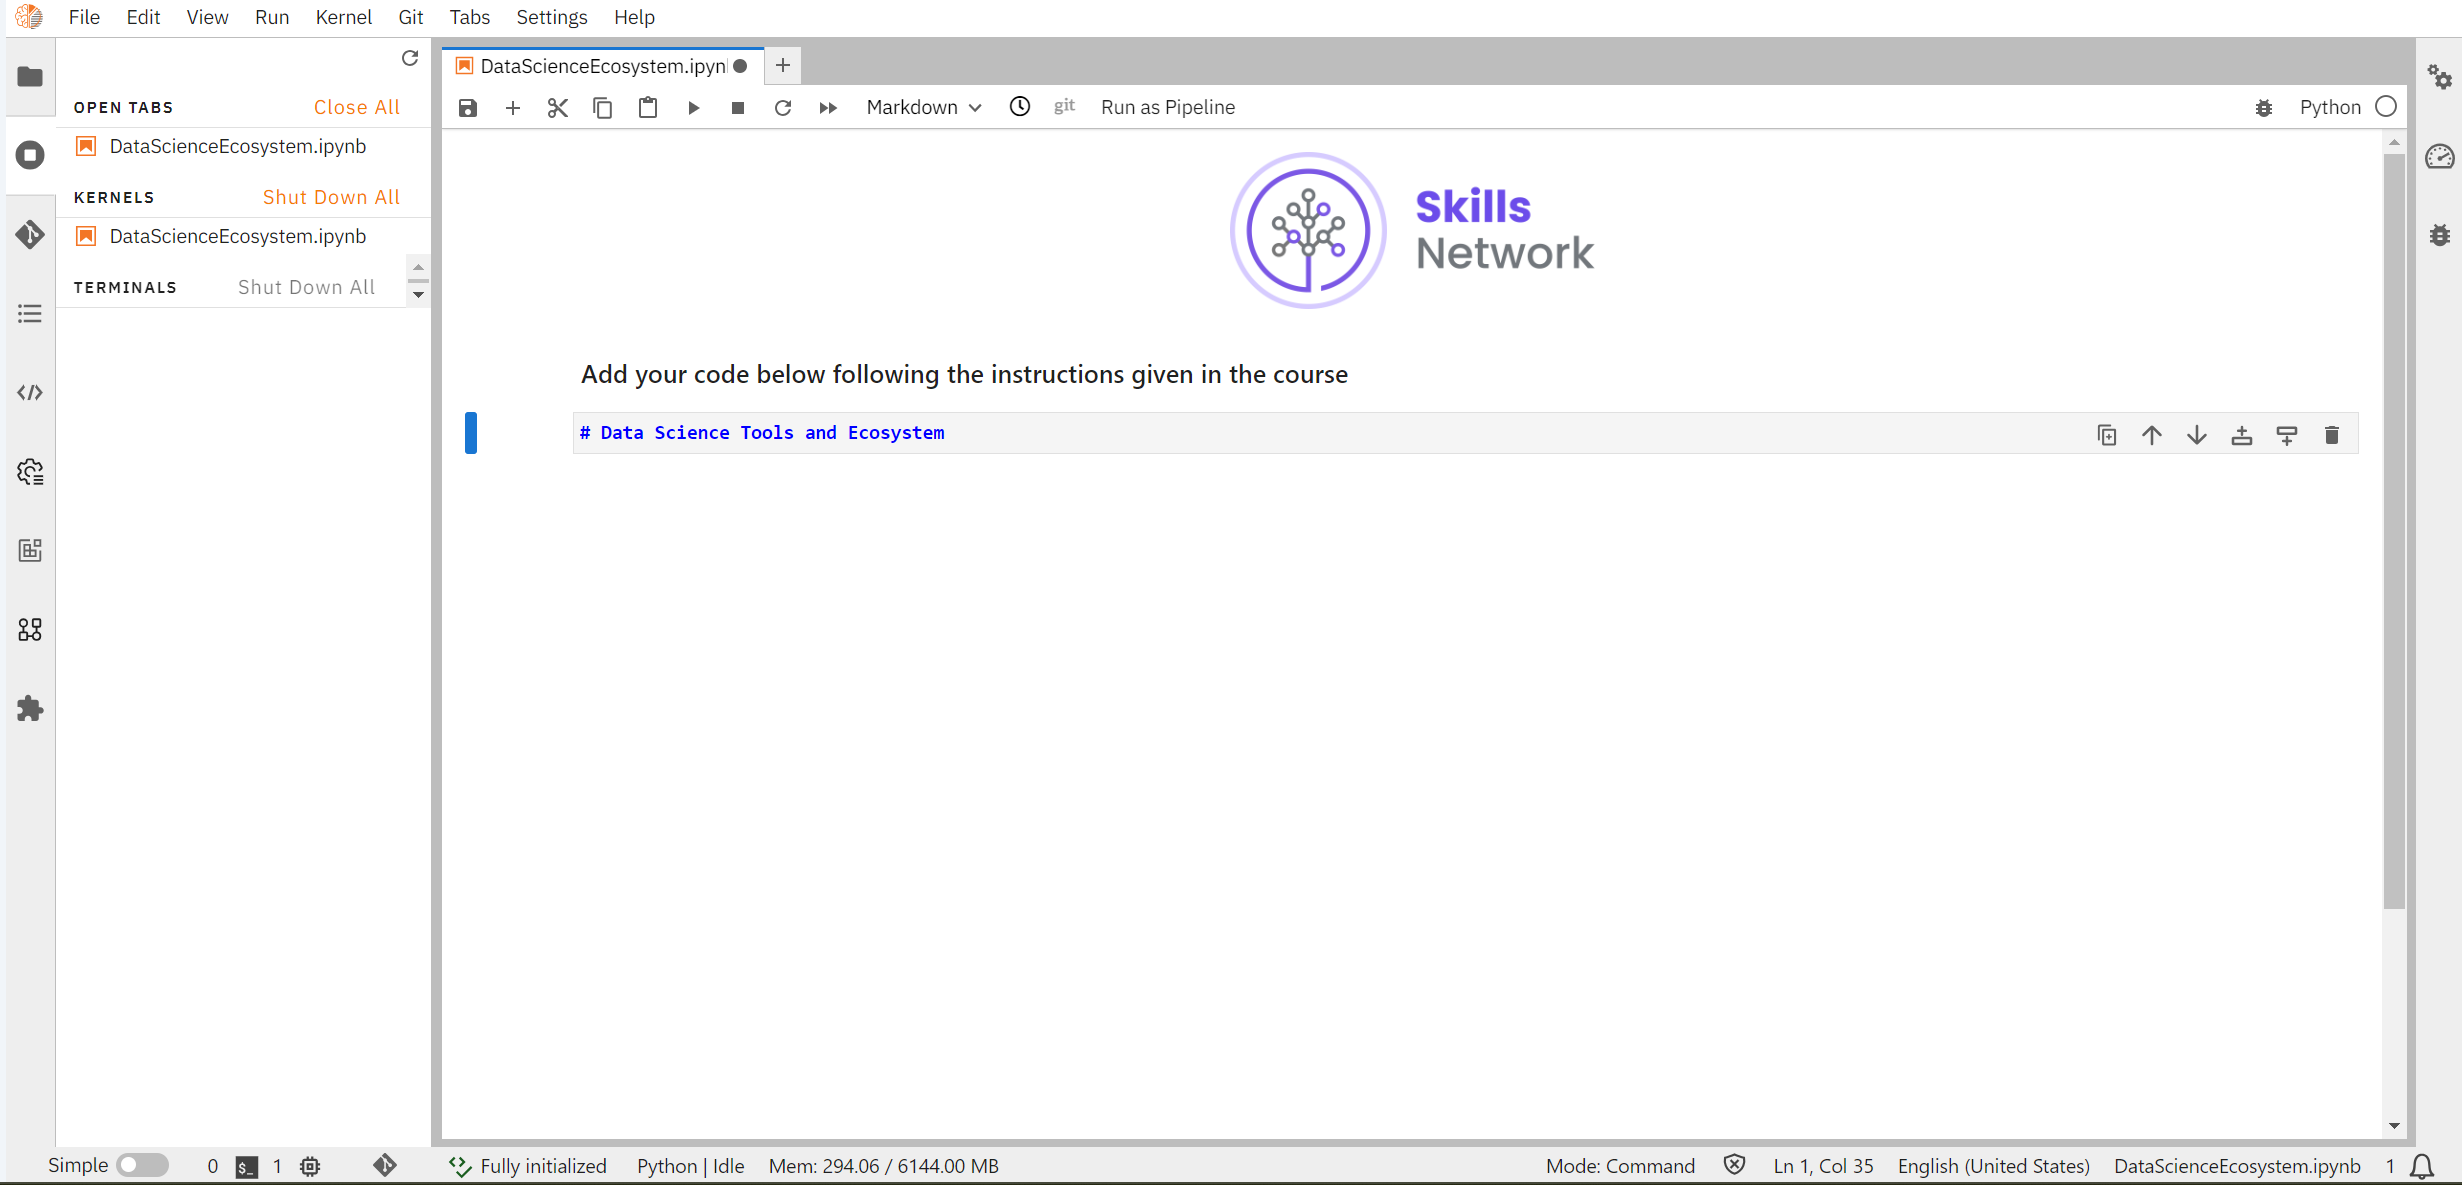 File Edit View Run Kernel Git Tabs Settings Help
OPEN TABS Close All
DataScienceEcosystem.ipynb
KERNELS Shut Down All
DataScienceEcosystem.ipynb
TERMINALS Shut Down All
DataScienceEcosystem.ipyn
Markdown git Run as Pipeline Python
Skills
Network
Add your code below following the instructions given in the course
# Data Science Tools and Ecosystem
Simple 0 $_ 1 Fully initialized Python | Idle Mem: 294.06 / 6144.00 MB Mode: Command Ln 1, Col 35 English (United States) DataScienceEcosystem.ipynb 1